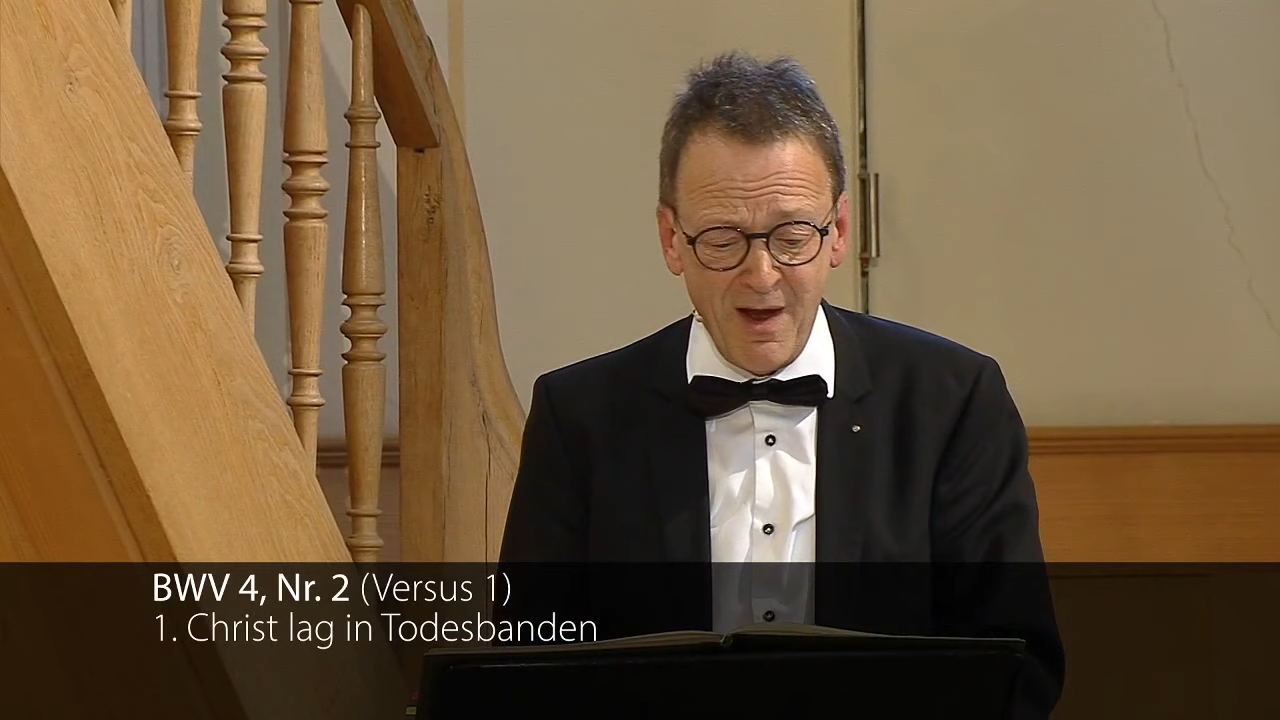 BWV 4, Nr. 2 (Versus 1)
1. Christ lag in Todesbanden